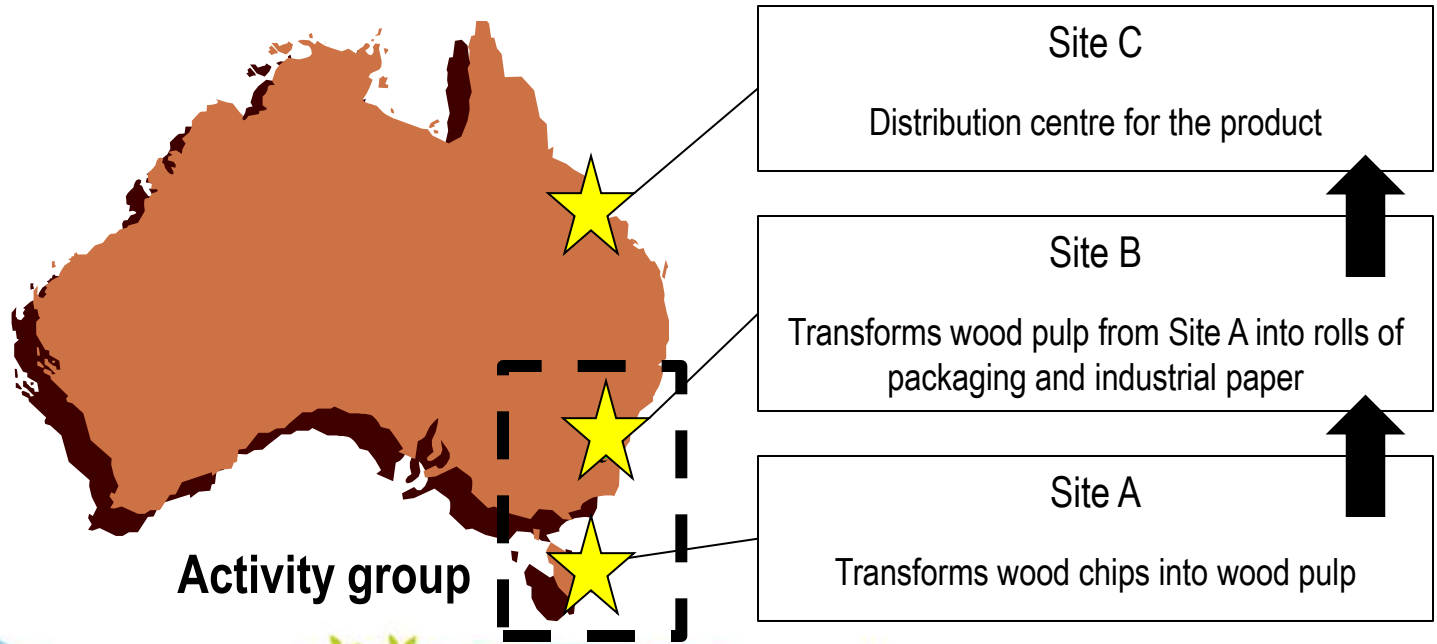 Site C
Distribution centre for the product
Site B
Transforms wood pulp from Site A into rolls of
packaging and industrial paper
Site A
Transforms wood chips into wood pulp
Activity group